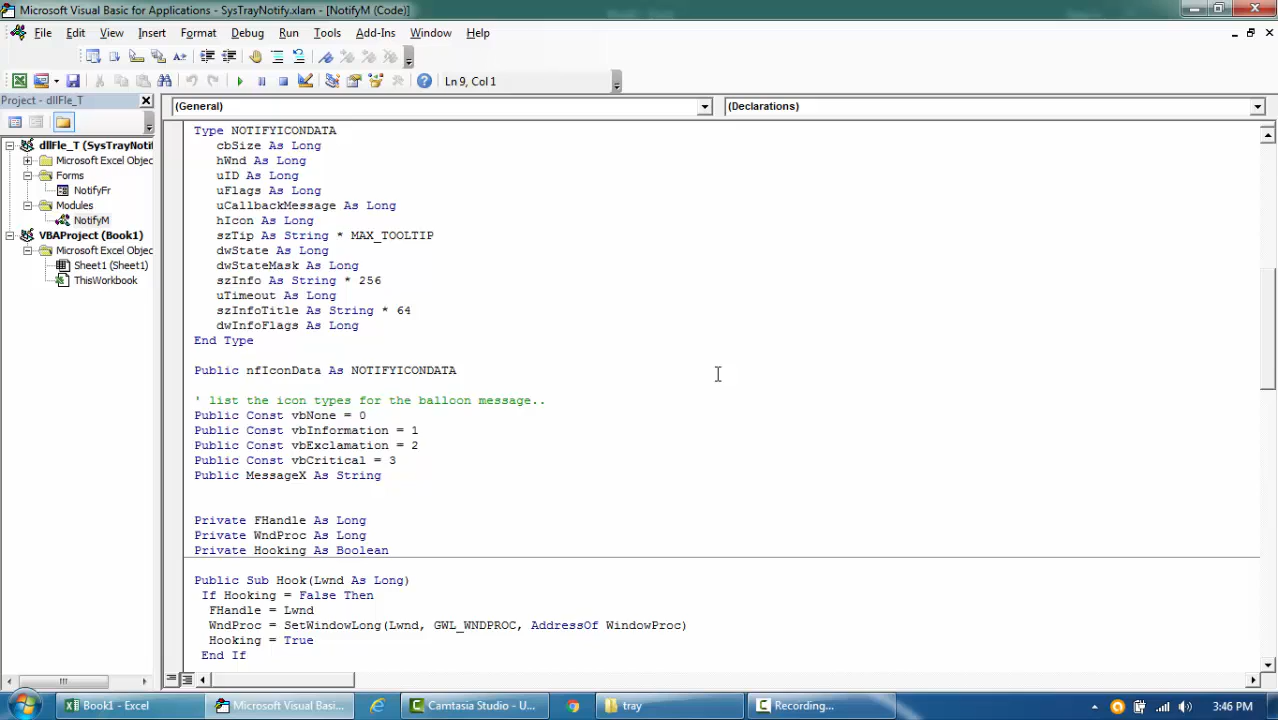 Microsoft Visual Basic for Applications - SysTrayNotify.xlam - [NotifyM (Code)]
File Edit View Insert Format Debug Run Tools Add-Ins Window Help
Ln 9, Col 1
Project - dllFle_T
(General) (Declarations)
dllFle_T (SysTrayNotif
Microsoft Excel Objec
Forms
NotifyFr
Modules
NotifyM
VBAProject (Book1)
Microsoft Excel Objec
Sheet1 (Sheet1)
ThisWorkbook
Type NOTIFYICONDATA
cbSize As Long
hWnd As Long
uID As Long
uFlags As Long
uCallbackMessage As Long
hIcon As Long
szTip As String * MAX_TOOLTIP
dwState As Long
dwStateMask As Long
szInfo As String * 256
uTimeout As Long
szInfoTitle As String * 64
dwInfoFlags As Long
End Type
Public nfIconData As NOTIFYICONDATA
' list the icon types for the balloon message..
Public Const vbNone = 0
Public Const vbInformation = 1
Public Const vbExclamation = 2
Public Const vbCritical = 3
Public MessageX As String
Private FHandle As Long
Private WndProc As Long
Private Hooking As Boolean
Public Sub Hook(Lwnd As Long)
If Hooking = False Then
FHandle = Lwnd
WndProc = SetWindowLong(Lwnd, GWL_WNDPROC, AddressOf WindowProc)
Hooking = True
End If
Book1 - Excel
Microsoft Visual Basi...
Camtasia Studio - U...
tray
Recording...
3:46 PM